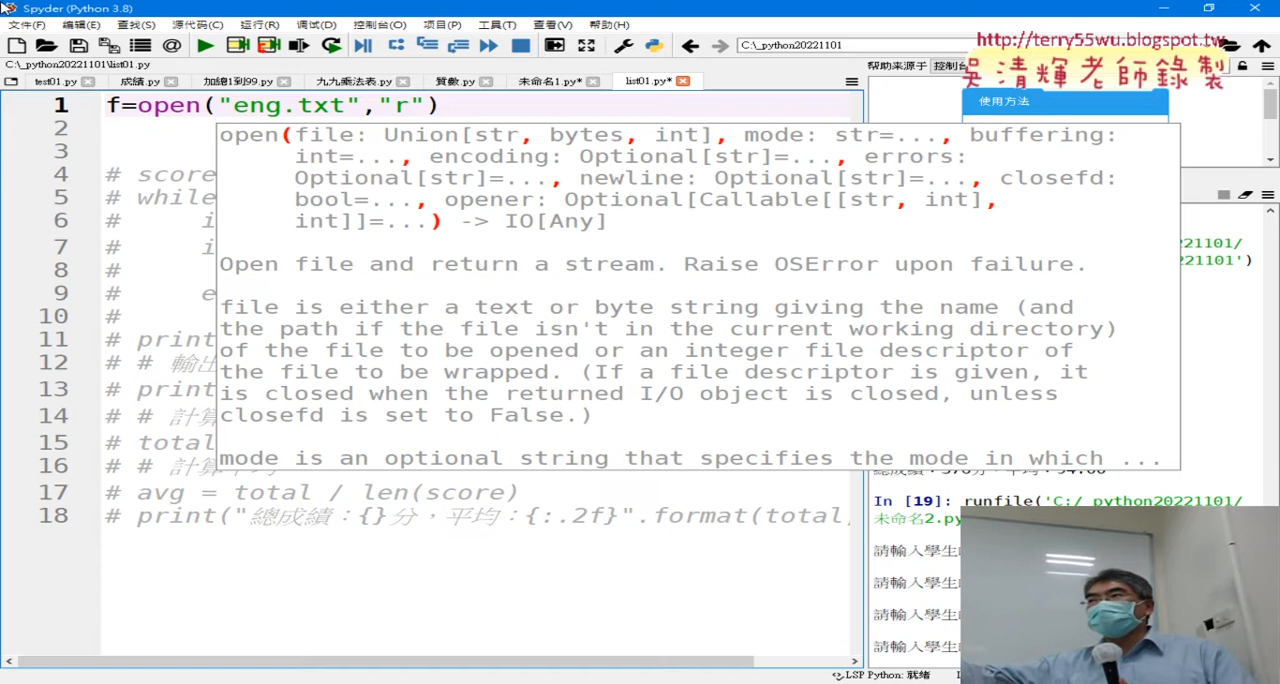 Spyder (Python 3.8)
文件(F) 編輯(E) 查找(S) 源代码(C) 运行(R) 调试(D) 控制台(O) 项目(P) 工具(T) 查看(V) 帮助(H)
C:\_python20221101
http://terry55wu.blogspot.tw
吳清輝老師錄製
C:\_python20221101\list01.py
帮助来源于 控制台
test01.py 成績.py 加總1到99.py 九九乘法表.py 質數.py 未命名1.py* list01.py*
使用方法
1 f=open("eng.txt","r")
2
3
4 # score
5 # while
6 # i
7 # i
8 #
9 # e
10 #
11 # print
12 # # 輸出
13 # print
14 # # 計算
15 # total
16 # # 計算平均
17 # avg = total / len(score)
18 # print("總成績:{}分,平均:{:.2f}".format(total,
open(file: Union[str, bytes, int], mode: str=..., buffering:
int=..., encoding: Optional[str]=..., errors:
Optional[str]=..., newline: Optional[str]=..., closefd:
bool=..., opener: Optional[Callable[[str, int],
int]]=...) -> IO[Any]
Open file and return a stream. Raise OSError upon failure.
file is either a text or byte string giving the name (and
the path if the file isn't in the current working directory)
of the file to be opened or an integer file descriptor of
the file to be wrapped. (If a file descriptor is given, it
is closed when the returned I/O object is closed, unless
closefd is set to False.)
mode is an optional string that specifies the mode in which ...
21101/
21101')
In [19]: runfile('C:/_python20221101/
未命名2.py
請輸入學生
請輸入學生
請輸入學生
請輸入學生
LSP Python: 就绪